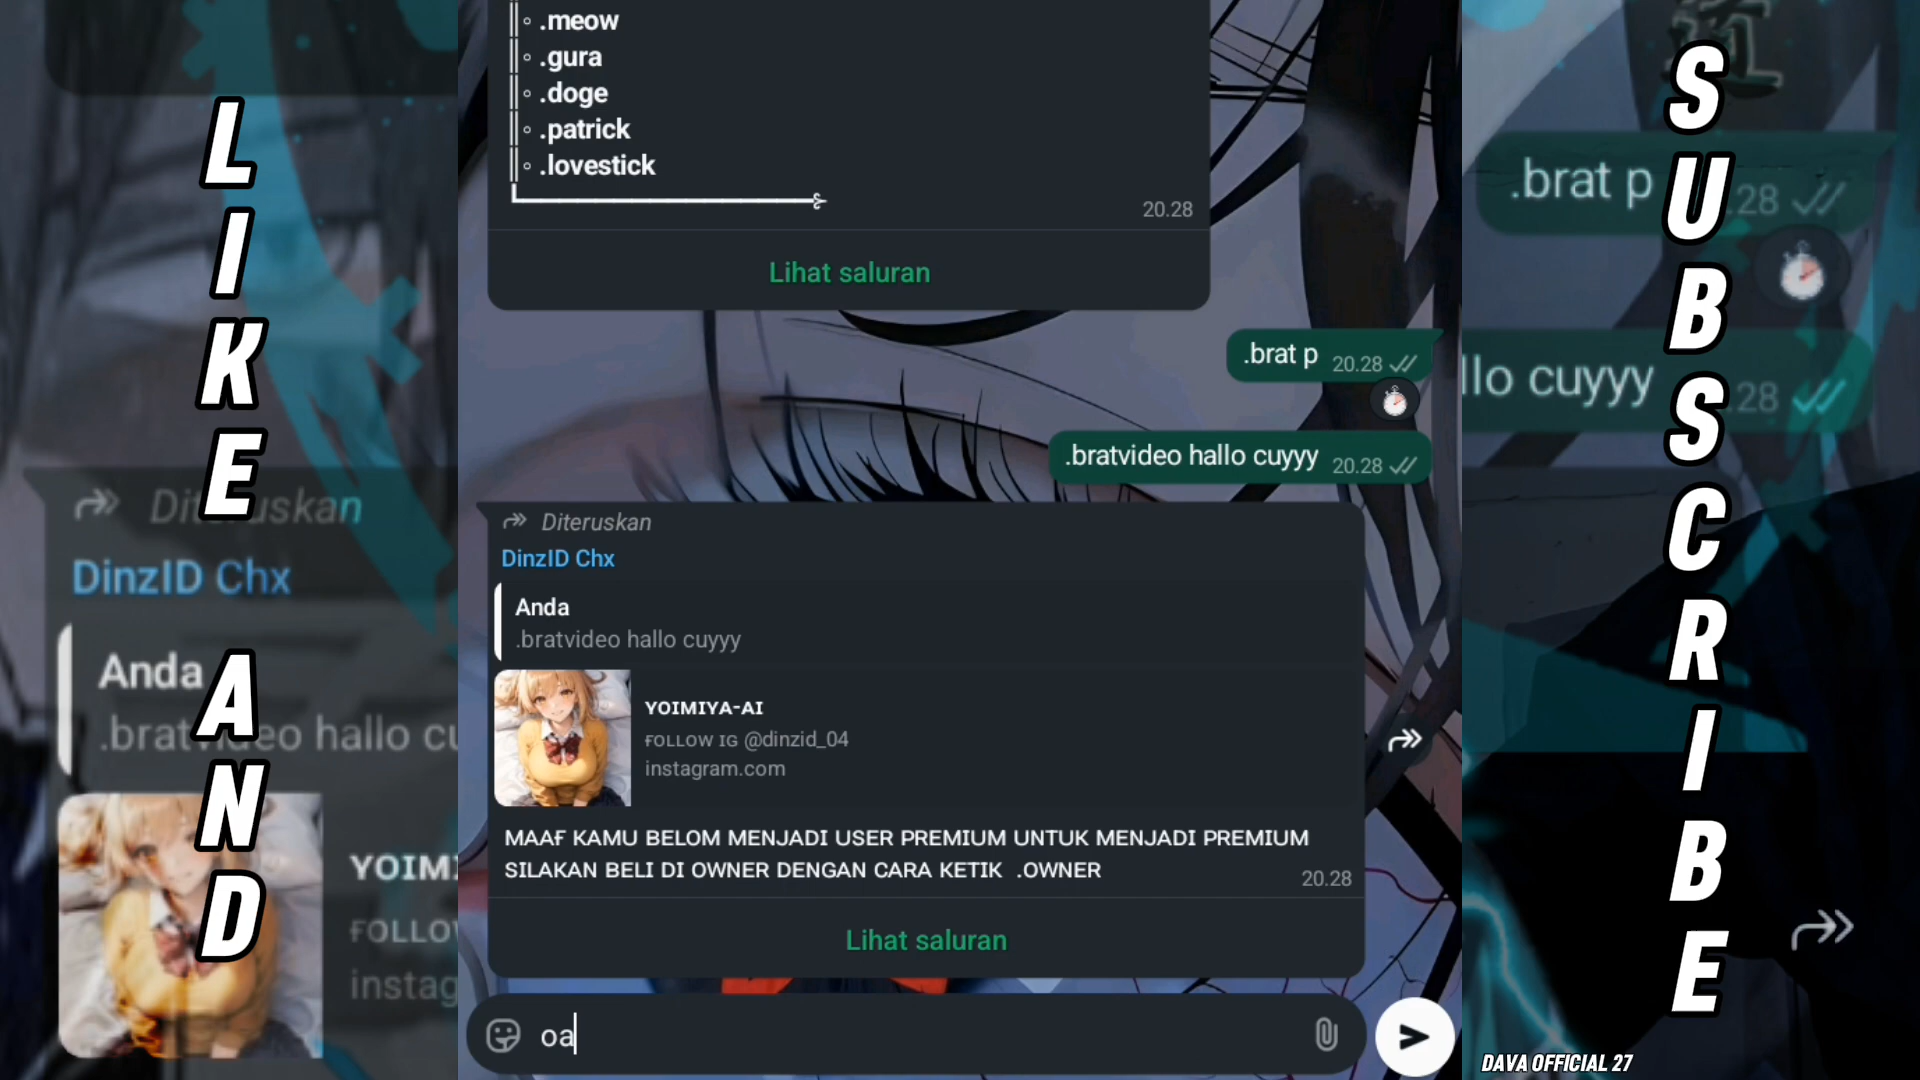 LIKE AND
.meow
.gura
.doge
.patrick
.lovestick
20.28
Lihat saluran
.brat p 20.28
.bratvideo hallo cuyyy 20.28
Diteruskan
DinzID Chx
Anda
.bratvideo hallo cuyyy
YOIMIYA-AI
FOLLOW IG @dinzid_04
instagram.com
MAAF KAMU BELOM MENJADI USER PREMIUM UNTUK MENJADI PREMIUM
SILAKAN BELI DI OWNER DENGAN CARA KETIK .OWNER
20.28
Lihat saluran
oa
SUBSCRIBE
.brat p
cuyyy
Diteruskan
DinzID Chx
Anda
.bratvideo hallo
DAVA OFFICIAL 27